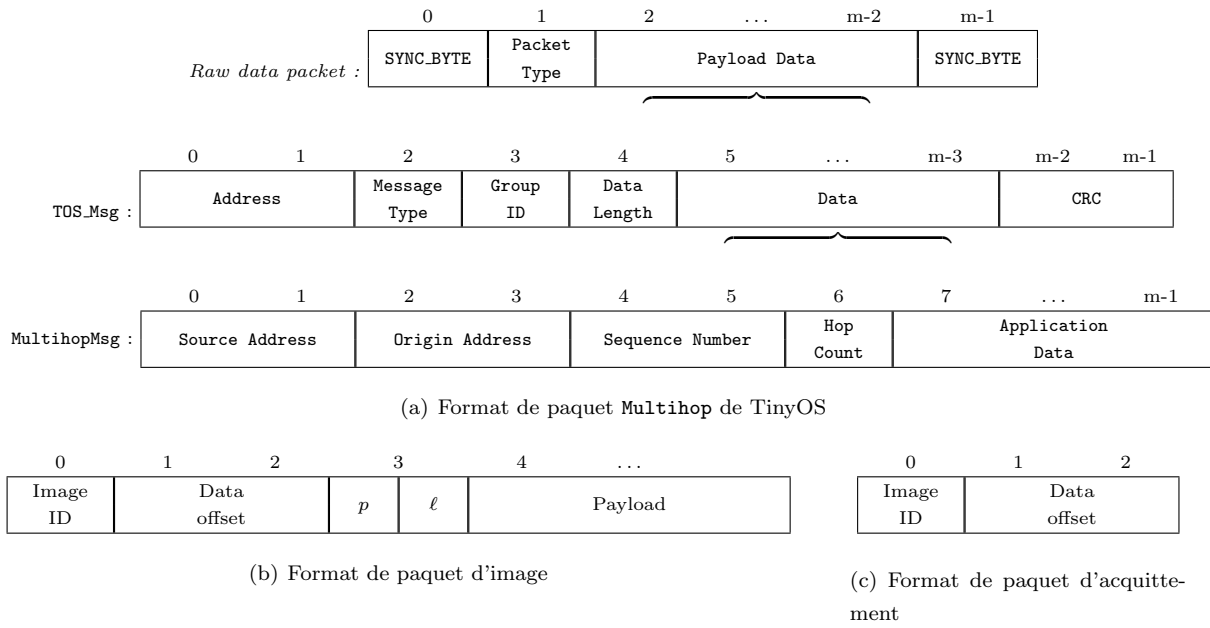 0 1 2 ... m-2 m-1
Raw data packet : SYNC_BYTE Packet Type Payload Data SYNC_BYTE
0 1 2 3 4 5 ... m-3 m-2 m-1
TOS_Msg : Address Message Type Group ID Data Length Data CRC
0 1 2 3 4 5 6 7 ... m-1
MultihopMsg : Source Address Origin Address Sequence Number Hop Count Application Data
(a) Format de paquet Multihop de TinyOS
0 1 2 3 4 ...
Image ID Data offset p ℓ Payload
(b) Format de paquet d'image
0 1 2
Image ID Data offset
(c) Format de paquet d'acquitte-
ment